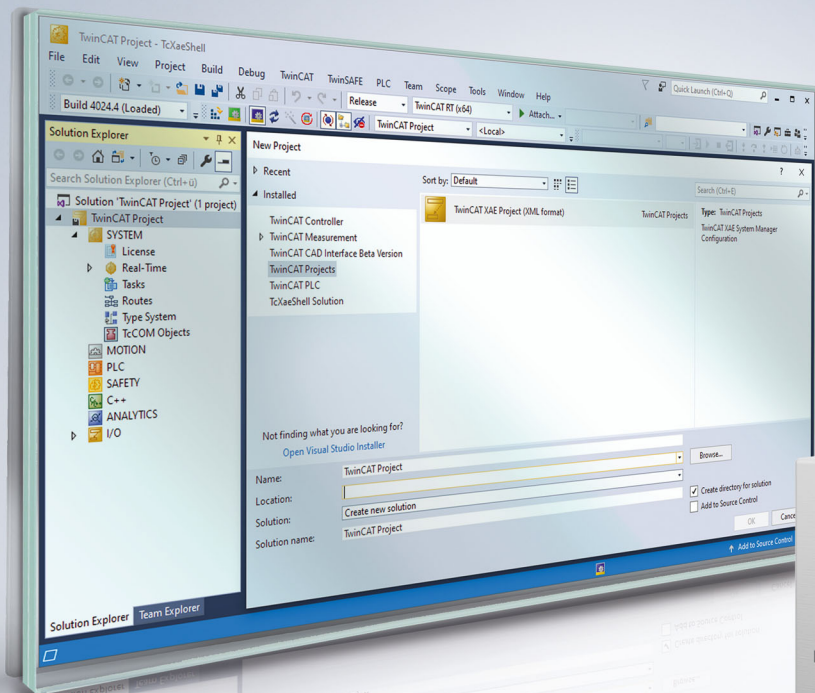 TwinCAT Project - TcXaeShell
File Edit View Project Build Debug TwinCAT TwinSAFE PLC Team Scope Tools Window Help
Quick Launch (Ctrl+Q)
Release
TwinCAT RT (x64)
Attach...
Build 4024.4 (Loaded)
TwinCAT Project
<Local>
Solution Explorer
Search Solution Explorer (Ctrl+ü)
Solution 'TwinCAT Project' (1 project)
TwinCAT Project
SYSTEM
License
Real-Time
Tasks
Routes
Type System
TcCOM Objects
MOTION
PLC
SAFETY
C++
ANALYTICS
I/O
Solution Explorer
Team Explorer
New Project
? X
Recent
Installed
TwinCAT Controller
TwinCAT Measurement
TwinCAT CAD Interface Beta Version
TwinCAT Projects
TwinCAT PLC
TcXaeShell Solution
Not finding what you are looking for?
Open Visual Studio Installer
Sort by: Default
TwinCAT XAE Project (XML format)
TwinCAT Projects
Search (Ctrl+E)
Type: TwinCAT Projects
TwinCAT XAE System Manager
Configuration
Name: TwinCAT Project
Location:
Browse...
Solution: Create new solution
Solution name: TwinCAT Project
Create directory for solution
Add to Source Control
OK
Cance
Add to Source Control